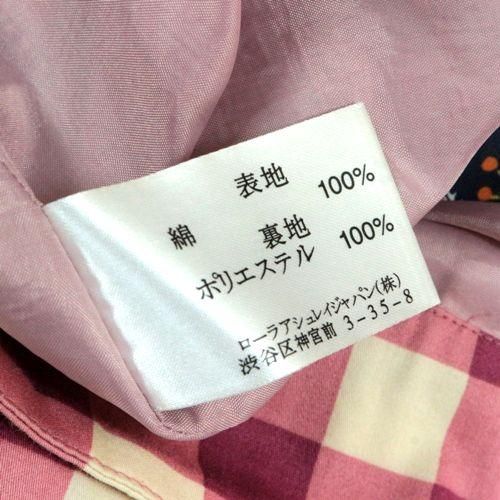 表地
綿 100%
裏地
ポリエステル 100%
ローラアシュレイジャパン(株)
渋谷区神宮前 3-35-8